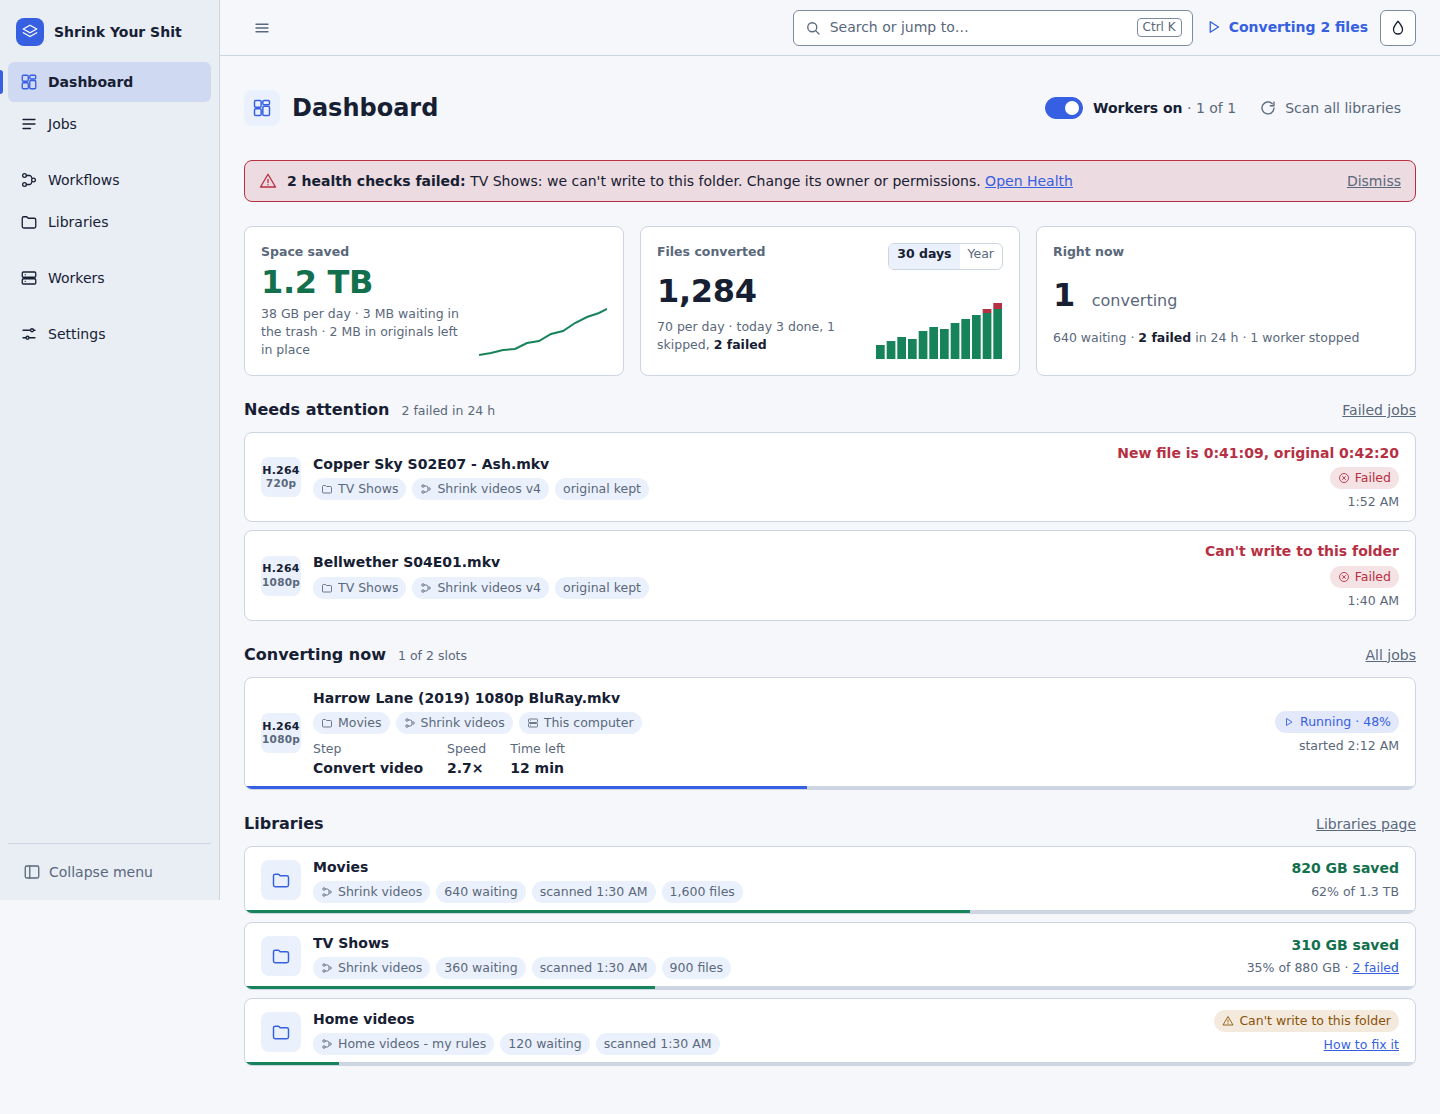 Shrink Your Shit
Dashboard
Jobs
Workflows
Libraries
Workers
Settings
Collapse menu
Search or jump to…
Ctrl K
Converting 2 files
Dashboard
Workers on · 1 of 1
Scan all libraries
2 health checks failed: TV Shows: we can't write to this folder. Change its owner or permissions. Open Health
Dismiss
Space saved
1.2 TB
38 GB per day · 3 MB waiting in
the trash · 2 MB in originals left
in place
Files converted
30 days
Year
1,284
70 per day · today 3 done, 1
skipped, 2 failed
Right now
1 converting
640 waiting · 2 failed in 24 h · 1 worker stopped
Needs attention 2 failed in 24 h
Failed jobs
H.264
720p
Copper Sky S02E07 - Ash.mkv
TV Shows
Shrink videos v4
original kept
New file is 0:41:09, original 0:42:20
Failed
1:52 AM
H.264
1080p
Bellwether S04E01.mkv
TV Shows
Shrink videos v4
original kept
Can't write to this folder
Failed
1:40 AM
Converting now 1 of 2 slots
All jobs
H.264
1080p
Harrow Lane (2019) 1080p BluRay.mkv
Movies
Shrink videos
This computer
Step Speed Time left
Convert video 2.7× 12 min
Running · 48%
started 2:12 AM
Libraries
Libraries page
Movies
Shrink videos
640 waiting
scanned 1:30 AM
1,600 files
820 GB saved
62% of 1.3 TB
TV Shows
Shrink videos
360 waiting
scanned 1:30 AM
900 files
310 GB saved
35% of 880 GB · 2 failed
Home videos
Home videos - my rules
120 waiting
scanned 1:30 AM
Can't write to this folder
How to fix it